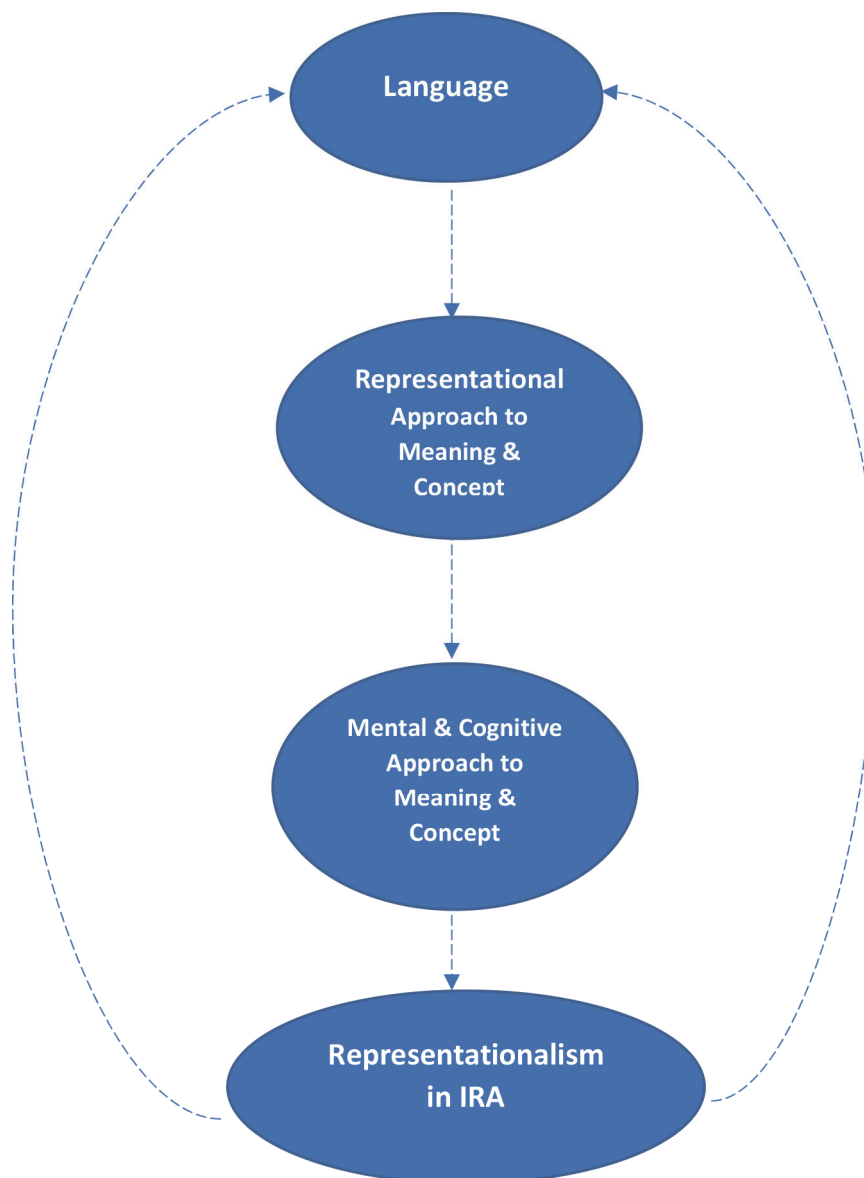 Language
Representational
Approach to
Meaning &
Concept
Mental & Cognitive
Approach to
Meaning &
Concept
Representationalism
in IRA